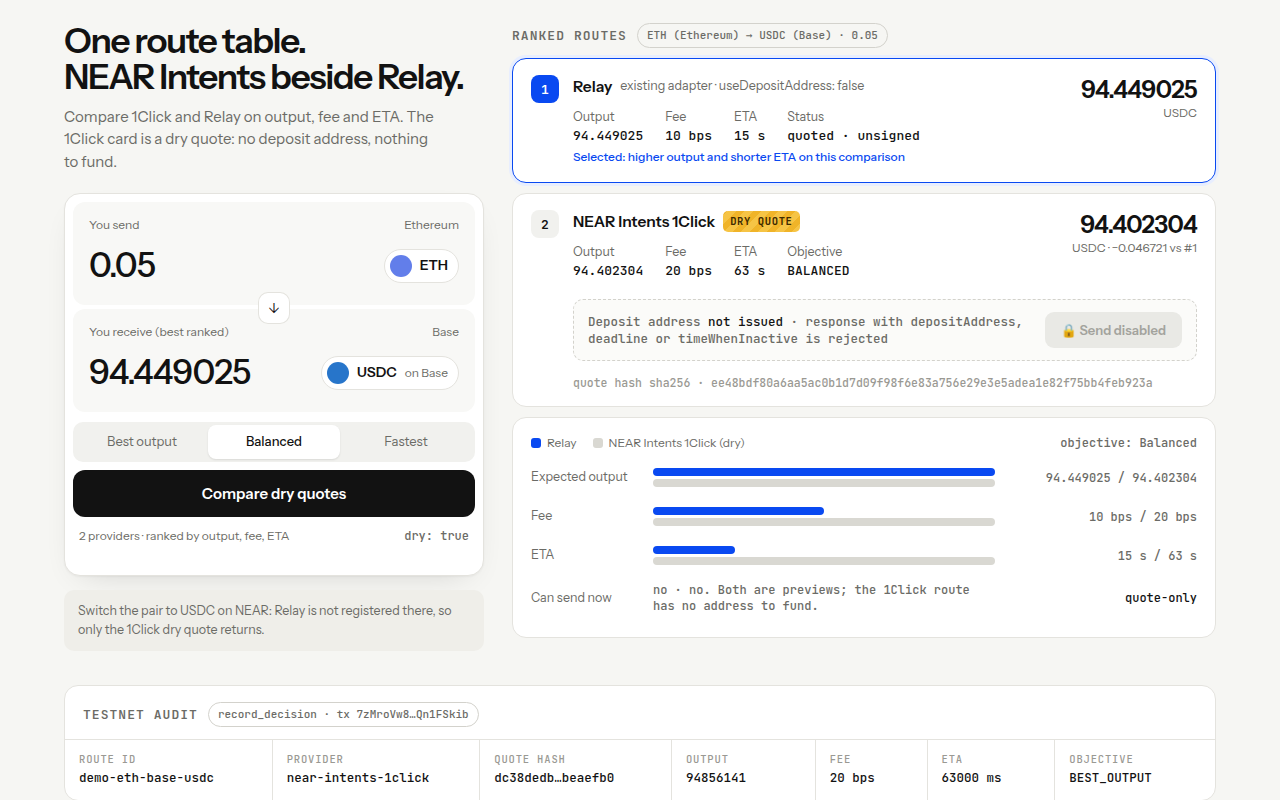 One route table.
NEAR Intents beside Relay.
Compare 1Click and Relay on output, fee and ETA. The
1Click card is a dry quote: no deposit address, nothing
to fund.
You send
Ethereum
0.05
ETH
You receive (best ranked)
Base
94.449025
USDC on Base
Best output
Balanced
Fastest
Compare dry quotes
2 providers · ranked by output, fee, ETA
dry: true
Switch the pair to USDC on NEAR: Relay is not registered there, so
only the 1Click dry quote returns.
RANKED ROUTES
ETH (Ethereum) → USDC (Base) · 0.05
1
Relay existing adapter · useDepositAddress: false
94.449025
USDC
Output Fee ETA Status
94.449025 10 bps 15 s quoted · unsigned
Selected: higher output and shorter ETA on this comparison
2
NEAR Intents 1Click DRY QUOTE
94.402304
USDC · −0.046721 vs #1
Output Fee ETA Objective
94.402304 20 bps 63 s BALANCED
Deposit address not issued · response with depositAddress,
deadline or timeWhenInactive is rejected
🔒 Send disabled
quote hash sha256 · ee48bdf80a6aa5ac0b1d7d09f98f6e83a756e29e3e5adea1e82f75bb4feb923a
Relay NEAR Intents 1Click (dry) objective: Balanced
Expected output 94.449025 / 94.402304
Fee 10 bps / 20 bps
ETA 15 s / 63 s
Can send now
no · no. Both are previews; the 1Click route
has no address to fund.
quote-only
TESTNET AUDIT record_decision · tx 7zMroVw8…Qn1FSkib
ROUTE ID PROVIDER QUOTE HASH OUTPUT FEE ETA OBJECTIVE
demo-eth-base-usdc near-intents-1click dc38dedb…beaefb0 94856141 20 bps 63000 ms BEST_OUTPUT